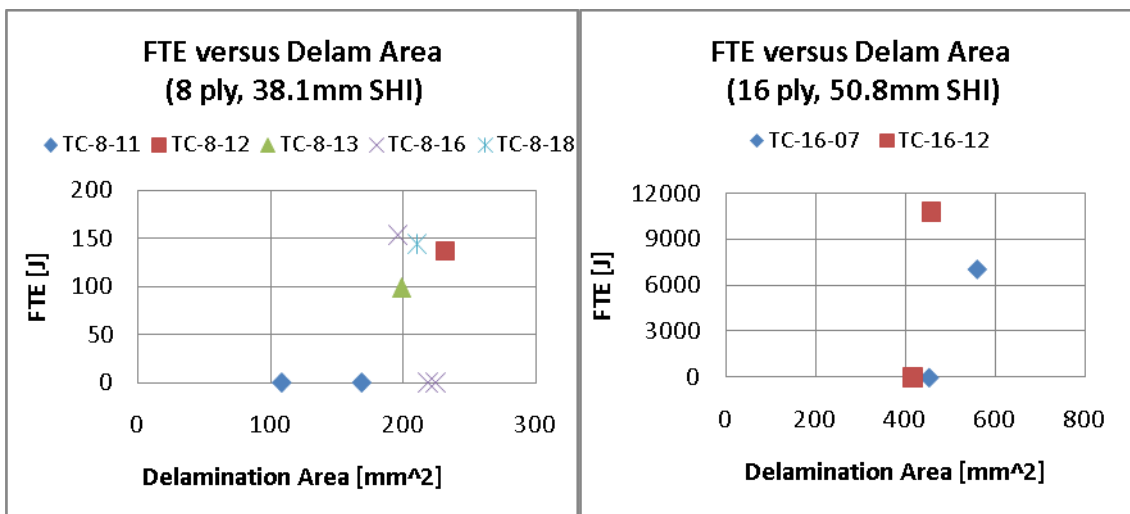 FTE versus Delam Area
(8 ply, 38.1mm SHI)
TC-8-11 TC-8-12 TC-8-13 TC-8-16 TC-8-18
200
150
100
50
0
FTE [J]
0 100 200 300
Delamination Area [mm^2]
FTE versus Delam Area
(16 ply, 50.8mm SHI)
TC-16-07 TC-16-12
12000
9000
6000
3000
0
FTE [J]
0 200 400 600 800
Delamination Area [mm^2]